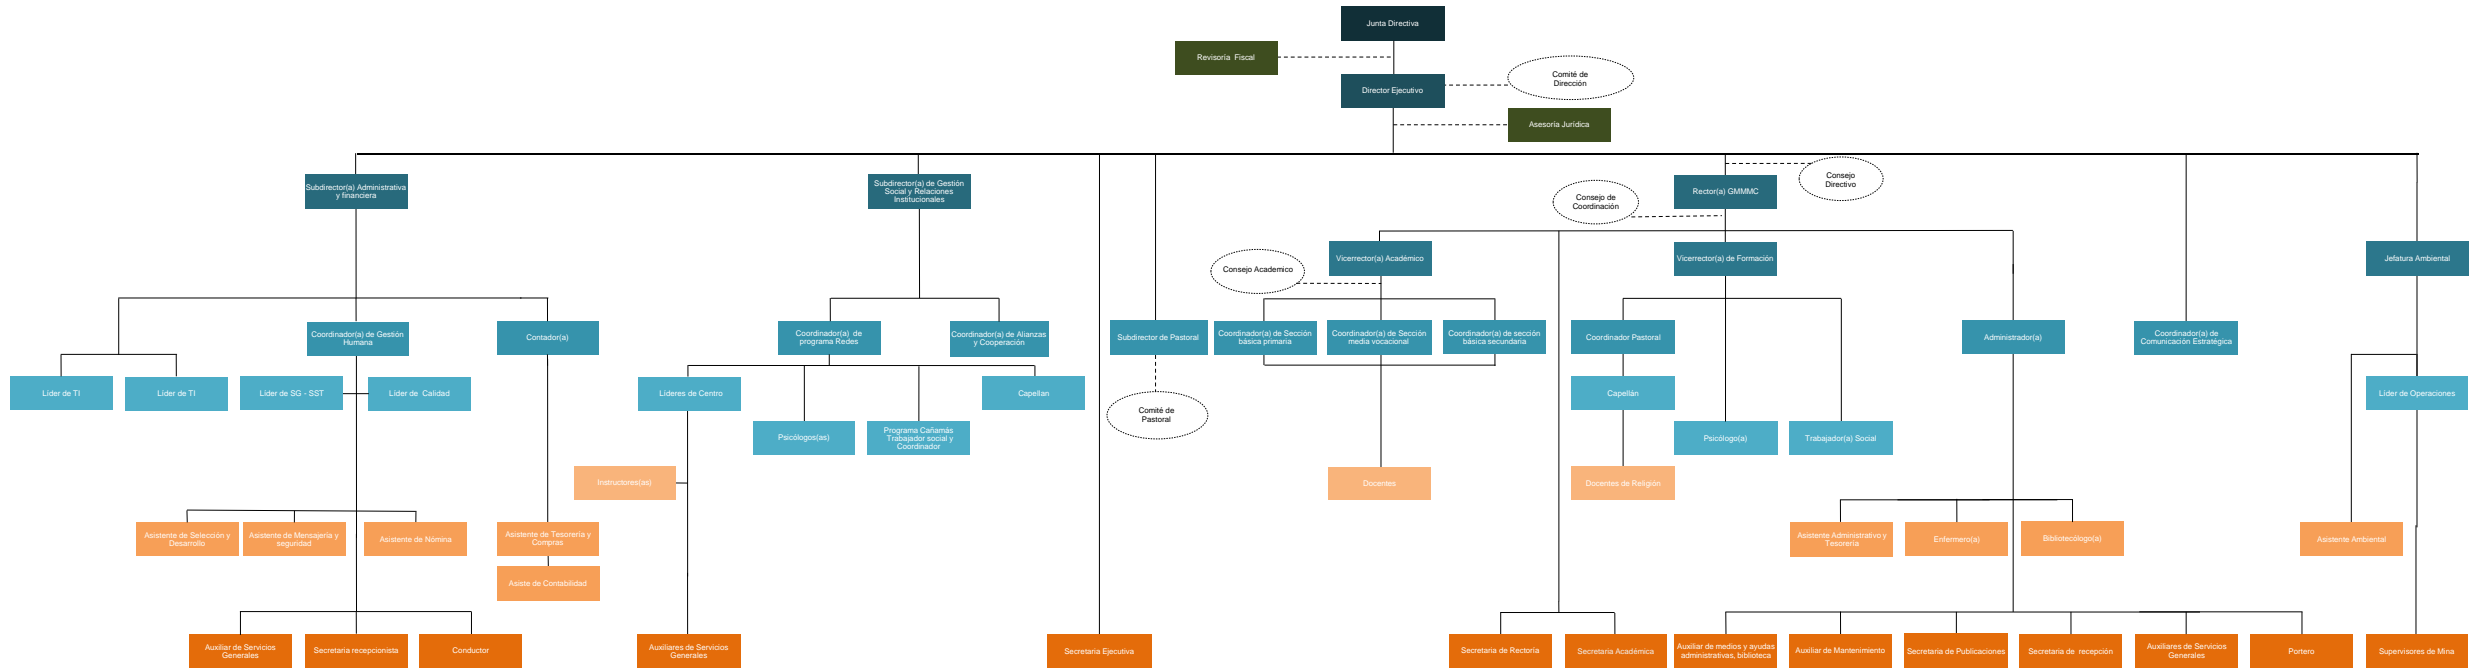 Junta Directiva
Revisoría Fiscal
Comité de
Dirección
Director Ejecutivo
Asesoría Jurídica
Subdirector(a) Administrativa
y financiera
Subdirector(a) de Gestión
Social y Relaciones
Institucionales
Consejo de
Coordinación
Rector(a) GMMMC
Consejo
Directivo
Consejo Academico
Vicerrector(a) Académico
Vicerrector(a) de Formación
Jefatura Ambiental
Coordinador(a) de Gestión
Humana
Contador(a)
Coordinador(a) de
programa Redes
Coordinador(a) de Alianzas
y Cooperación
Subdirector de Pastoral
Coordinador(a) de Sección
básica primaria
Coordinador(a) de Sección
media vocacional
Coordinador(a) de sección
básica secundaria
Coordinador Pastoral
Administrador(a)
Coordinador(a) de
Comunicación Estratégica
Líder de TI
Líder de TI
Líder de SG - SST
Líder de Calidad
Líderes de Centro
Capellan
Comité de
Pastoral
Capellán
Líder de Operaciones
Psicólogos(as)
Programa Cañamás
Trabajador social y
Coordinador
Psicólogo(a)
Trabajador(a) Social
Instructores(as)
Docentes
Docentes de Religión
Asistente de Selección y
Desarrollo
Asistente de Mensajería y
seguridad
Asistente de Nómina
Asistente de Tesorería y
Compras
Asistente Administrativo y
Tesorería
Enfermero(a)
Bibliotecólogo(a)
Asistente Ambiental
Asiste de Contabilidad
Auxiliar de Servicios
Generales
Secretaria recepcionista
Conductor
Auxiliares de Servicios
Generales
Secretaria Ejecutiva
Secretaria de Rectoría
Secretaria Académica
Auxiliar de medios y ayudas
administrativas, biblioteca
Auxiliar de Mantenimiento
Secretaria de Publicaciones
Secretaria de recepción
Auxiliares de Servicios
Generales
Portero
Supervisores de Mina